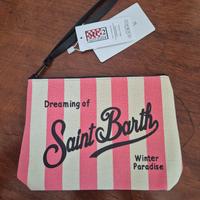 Dreaming of
Saint Barth
Winter
Paradise